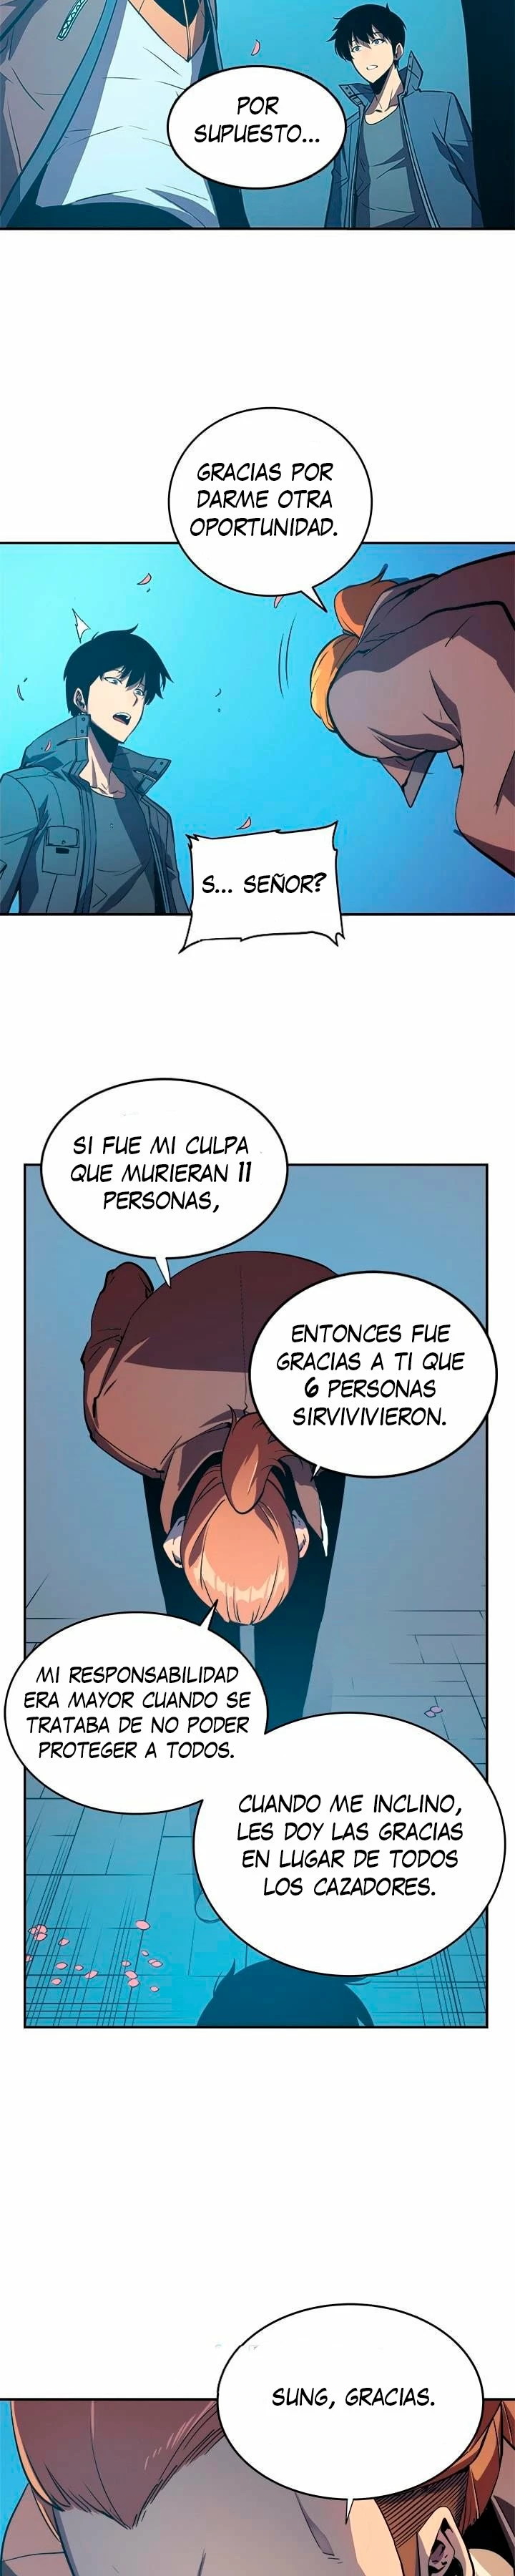 POR
SUPUESTO...
GRACIAS POR
DARME OTRA
OPORTUNIDAD.
S... SEÑOR?
SI FUE MI CULPA
QUE MURIERAN 11
PERSONAS,
ENTONCES FUE
GRACIAS A TI QUE
6 PERSONAS
SIRVIVIVIERON.
MI RESPONSABILIDAD
ERA MAYOR CUANDO SE
TRATABA DE NO PODER
PROTEGER A TODOS.
CUANDO ME INCLINO,
LES DOY LAS GRACIAS
EN LUGAR DE TODOS
LOS CAZADORES.
SUNG, GRACIAS.